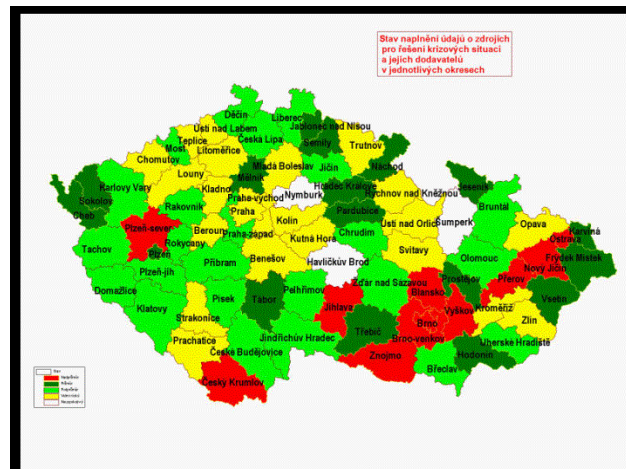 Stav naplnění údajů o zdrojích
pro řešení krizových situací
a jejich dodavatelů
v jednotlivých okresech
Děčín
Liberec
Ústí nad Labem
Jablonec nad Nisou
Teplice
Česká Lípa
Semily
Most
Litoměřice
Trutnov
Chomutov
Mladá Boleslav
Jičín
Náchod
Louny
Mělník
Karlovy Vary
Kladno
Hradec Králové
Rychnov nad Kněžnou
Jeseník
Sokolov
Praha-východ
Nymburk
Cheb
Rakovník
Praha
Pardubice
Bruntál
Kolín
Ústí nad Orlicí
Šumperk
Opava
Plzeň-sever
Beroun
Praha-západ
Chrudim
Karviná
Rokycany
Kutná Hora
Ostrava
Tachov
Plzeň
Svitavy
Benešov
Havlíčkův Brod
Olomouc
Frýdek Místek
Plzeň-jih
Příbram
Nový Jičín
Žďár nad Sázavou
Přerov
Domažlice
Pelhřimov
Blansko
Prostějov
Klatovy
Písek
Tábor
Jihlava
Vyškov
Kroměříž
Vsetín
Strakonice
Třebíč
Brno
Zlín
Prachatice
Jindřichův Hradec
Brno-venkov
Uherské Hradiště
České Budějovice
Znojmo
Hodonín
Břeclav
Český Krumlov